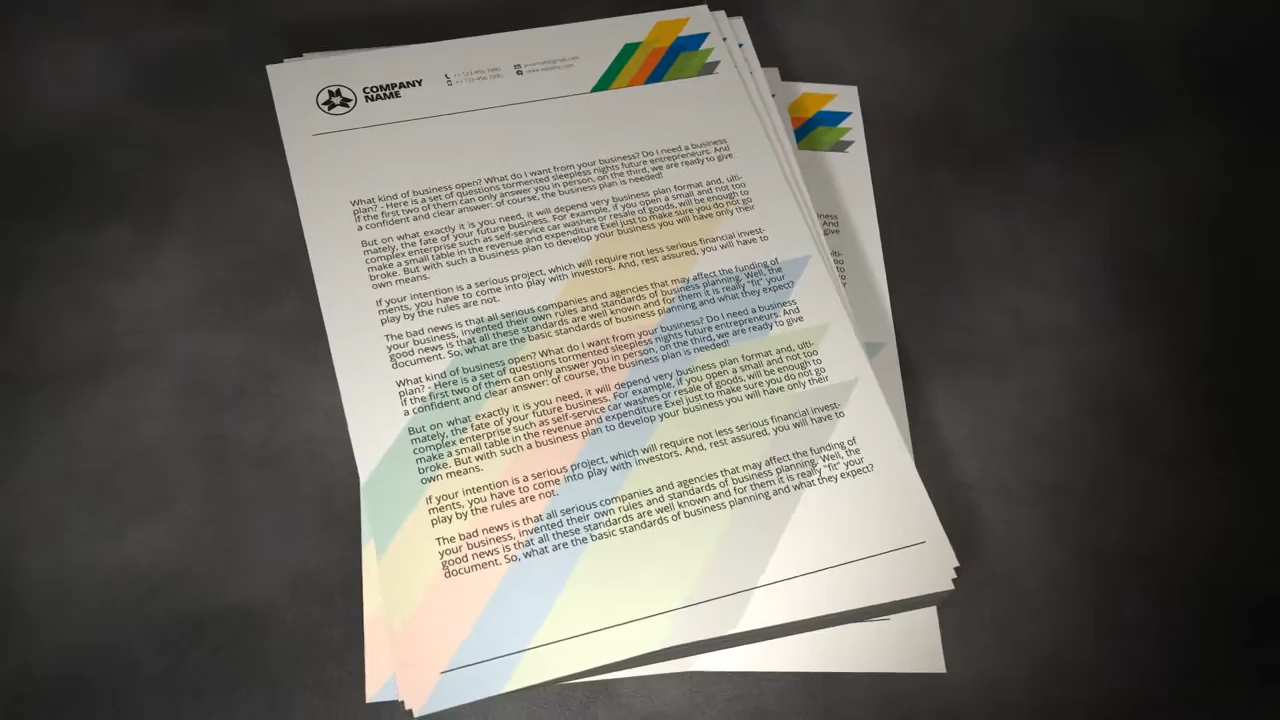 COMPANY
NAME
+1 123-456-7890
+1 123-456-7890
www.website.com
What kind of business open? What do I want from your business? Do I need a business
plan? - Here is a set of questions tormented sleepless nights future entrepreneurs. And
if the first two of them can only answer you in person, on the third, we are ready to give
a confident and clear answer: of course, the business plan is needed!
But on what exactly it is you need, it will depend very business plan format and, ulti-
mately, the fate of your future business. For example, if you open a small and not too
complex enterprise such as self-service car washes or resale of goods, will be enough to
make a small table in the revenue and expenditure Exel just to make sure you do not go
broke. But with such a business plan to develop your business you will have only their
own means.
If your intention is a serious project, which will require not less serious financial invest-
ments, you have to come into play with investors. And, rest assured, you will have to
play by the rules are not.
The bad news is that all serious companies and agencies that may affect the funding of
your business, invented their own rules and standards of business planning. Well, the
good news is that all these standards are well known and for them it is really "fit" your
document. So, what are the basic standards of business planning and what they expect?
What kind of business open? What do I want from your business? Do I need a business
plan? - Here is a set of questions tormented sleepless nights future entrepreneurs. And
if the first two of them can only answer you in person, on the third, we are ready to give
a confident and clear answer: of course, the business plan is needed!
But on what exactly it is you need, it will depend very business plan format and, ulti-
mately, the fate of your future business. For example, if you open a small and not too
complex enterprise such as self-service car washes or resale of goods, will be enough to
make a small table in the revenue and expenditure Exel just to make sure you do not go
broke. But with such a business plan to develop your business you will have only their
own means.
If your intention is a serious project, which will require not less serious financial invest-
ments, you have to come into play with investors. And, rest assured, you will have to
play by the rules are not.
The bad news is that all serious companies and agencies that may affect the funding of
your business, invented their own rules and standards of business planning. Well, the
good news is that all these standards are well known and for them it is really "fit" your
document. So, what are the basic standards of business planning and what they expect?
And
give
to
go